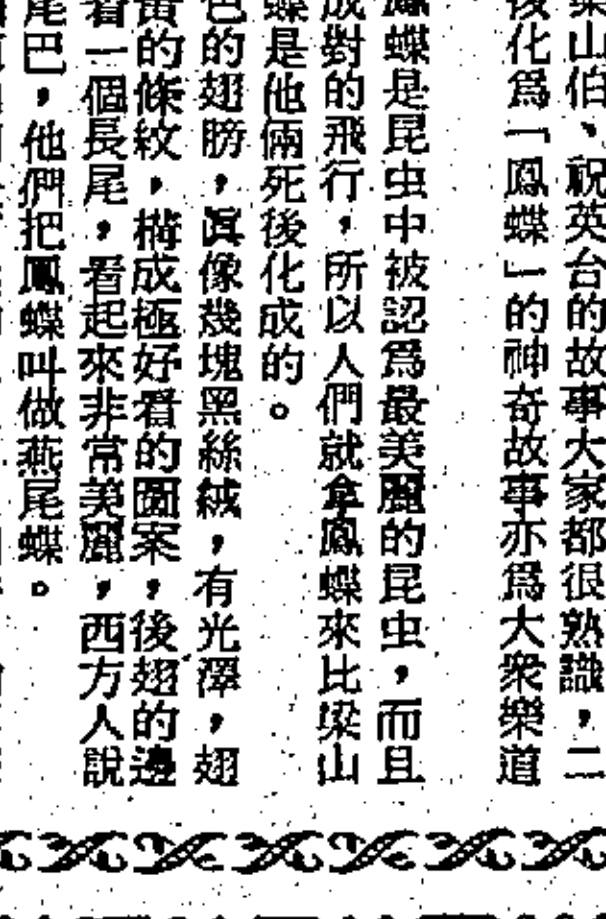 梁山伯、祝英台的故事大家都很熟識，二
後化爲「鳳蝶」的神奇故事亦爲大衆樂道
鳳蝶是昆虫中被認爲最美麗的昆虫，而且
成對的飛行，所以人們就拿鳳蝶來比梁山
蝶是他倆死後化成的。
色的翅膀，眞像幾塊黑絲絨，有光澤，翅
黃的條紋，構成極好看的圖案，後翅的邊
着一個長尾，看起來非常美麗，西方人說
尾巴，他們把鳳蝶叫做燕尾蝶。